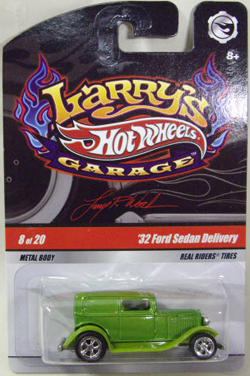 8+
Larry's
Hot Wheels
GARAGE
8 of 20
'32 Ford Sedan Delivery
METAL BODY
REAL RIDERS® TIRES